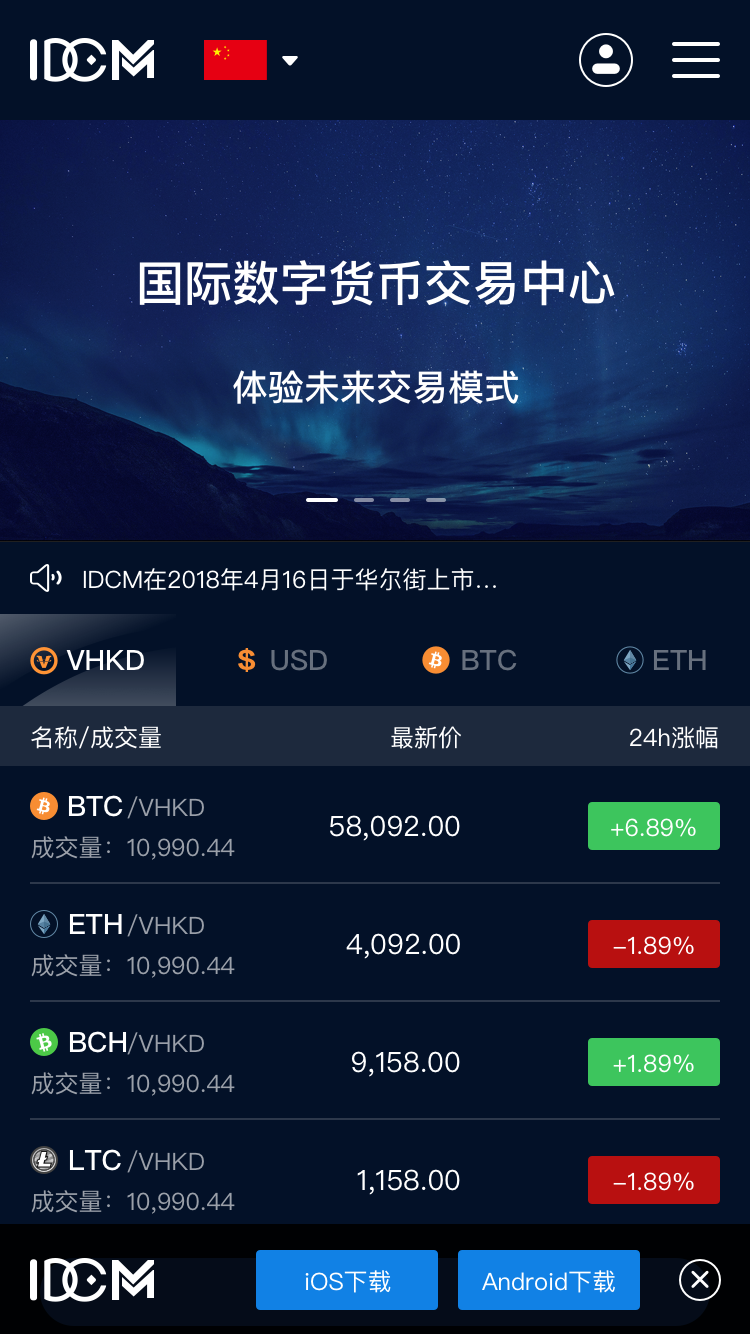 IDCM
国际数字货币交易中心
体验未来交易模式
IDCM在2018年4月16日于华尔街上市...
VHKD $ USD BTC ETH
名称/成交量 最新价 24h涨幅
BTC/VHKD
58,092.00 +6.89%
成交量：10,990.44
ETH/VHKD
4,092.00 -1.89%
成交量：10,990.44
BCH/VHKD
9,158.00 +1.89%
成交量：10,990.44
LTC/VHKD
1,158.00 -1.89%
成交量：10,990.44
IDCM iOS下载 Android下载